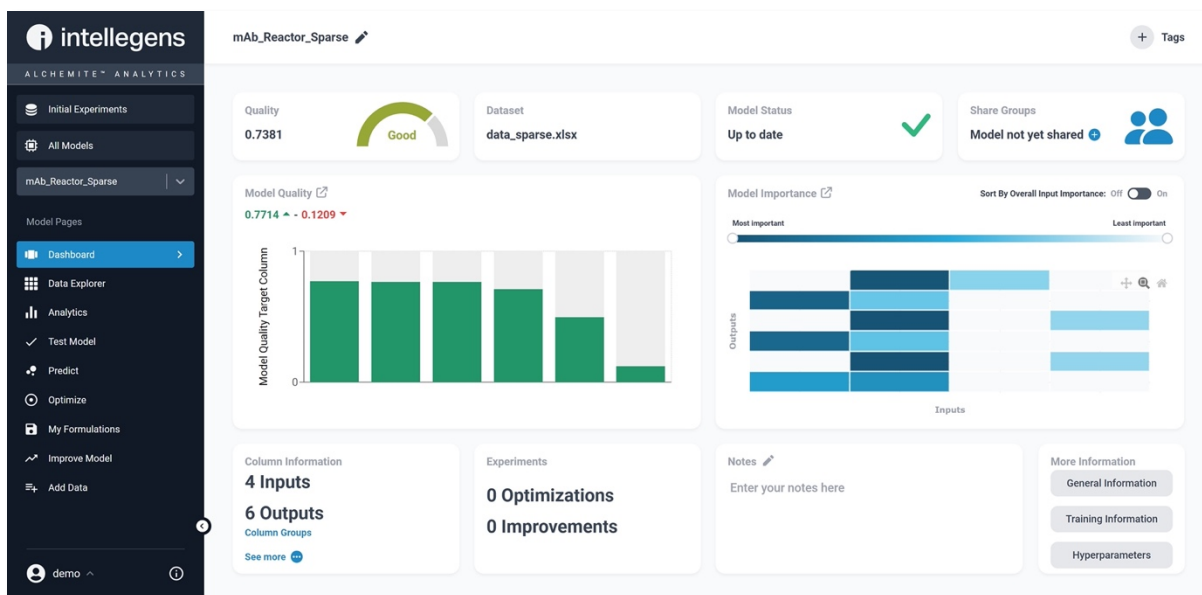 intellegens
ALCHEMITE™ ANALYTICS
Initial Experiments
All Models
mAb_Reactor_Sparse
Model Pages
Dashboard
Data Explorer
Analytics
Test Model
Predict
Optimize
My Formulations
Improve Model
Add Data
demo
mAb_Reactor_Sparse
+ Tags
Quality
0.7381
Good
Dataset
data_sparse.xlsx
Model Status
Up to date
Share Groups
Model not yet shared
Model Quality
0.7714 - 0.1209
Model Quality Target Column
1
0
Model Importance
Sort By Overall Input Importance: Off On
Most important
Least important
Outputs
Inputs
Column Information
4 Inputs
6 Outputs
Column Groups
See more
Experiments
0 Optimizations
0 Improvements
Notes
Enter your notes here
More Information
General Information
Training Information
Hyperparameters